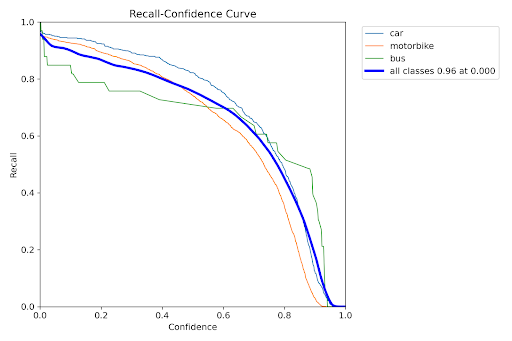 Recall-Confidence Curve
car
motorbike
bus
all classes 0.96 at 0.000
1.0
0.8
0.6
0.4
0.2
0.0
Recall
0.0 0.2 0.4 0.6 0.8 1.0
Confidence